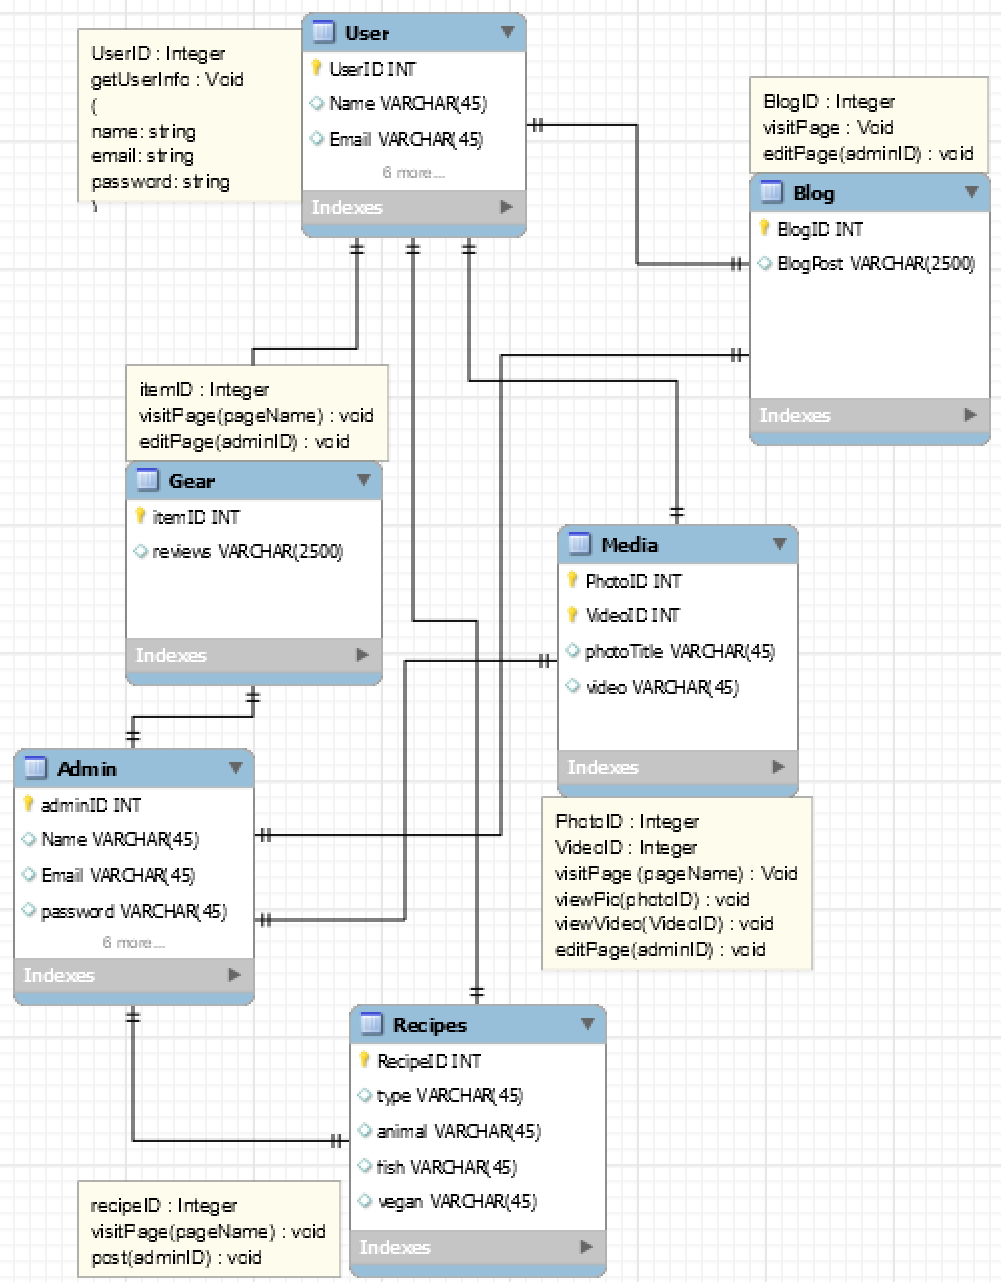 UserID : Integer
getUserInfo : Void
(
name: string
email: string
password: string
)
User
UserID INT
Name VARCHAR(45)
Email VARCHAR(45)
6 more...
Indexes
BlogID : Integer
visitPage : Void
editPage(adminID) : void
Blog
BlogID INT
BlogPost VARCHAR(2500)
Indexes
itemID : Integer
visitPage(pageName) : void
editPage(adminID) : void
Gear
itemID INT
reviews VARCHAR(2500)
Indexes
Media
PhotoID INT
VideoID INT
photoTitle VARCHAR(45)
video VARCHAR(45)
Indexes
PhotoID : Integer
VideoID : Integer
visitPage (pageName) : Void
viewPic(photoID) : void
viewVideo(VideoID) : void
editPage(adminID) : void
Admin
adminID INT
Name VARCHAR(45)
Email VARCHAR(45)
password VARCHAR(45)
6 more...
Indexes
Recipes
RecipeID INT
type VARCHAR(45)
animal VARCHAR(45)
fish VARCHAR(45)
vegan VARCHAR(45)
Indexes
recipeID : Integer
visitPage(pageName) : void
post(adminID) : void